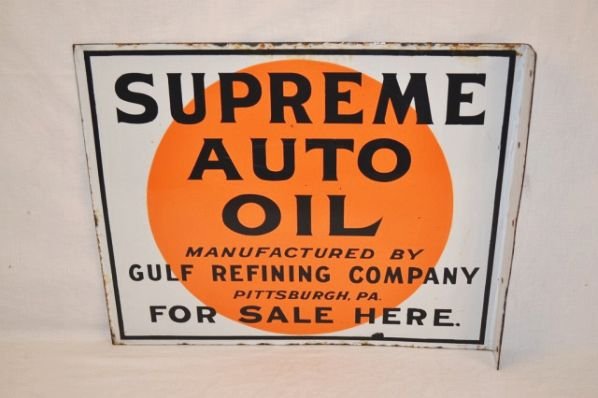 SUPREME
AUTO
OIL
MANUFACTURED BY
GULF REFINING COMPANY
PITTSBURGH, PA.
FOR SALE HERE.